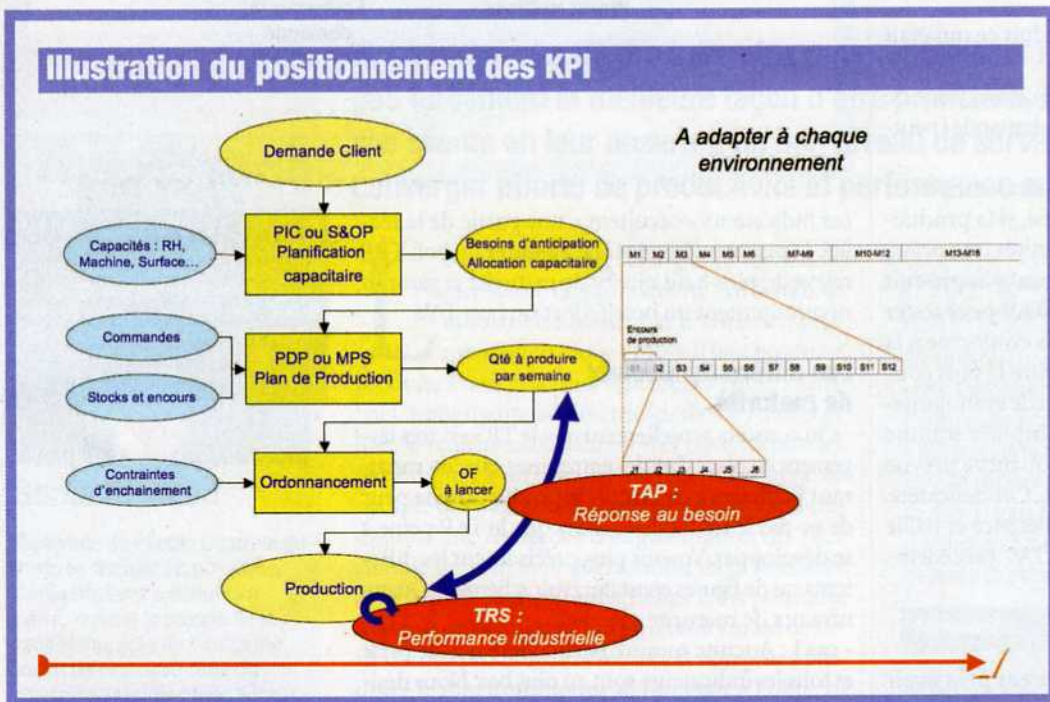 Illustration du positionnement des KPI
Demande Client
A adapter à chaque
environnement
Capacités : RH,
Machine, Surface...
PIC ou S&OP
Planification
capacitaire
Besoins d'anticipation
Allocation capacitaire
M1 M2 M3 M4 M5 M6 M7-M9 M10-M12 M13-M18
Commandes
Stocks et encours
PDP ou MPS
Plan de Production
Qté à produire
par semaine
Encours
de production
S1 S2 S3 S4 S5 S6 S7 S8 S9 S10 S11 S12
Contraintes
d'enchainement
Ordonnancement
OF
à lancer
J1 J2 J3 J4 J5 J6
TAP :
Réponse au besoin
Production
TRS :
Performance industrielle